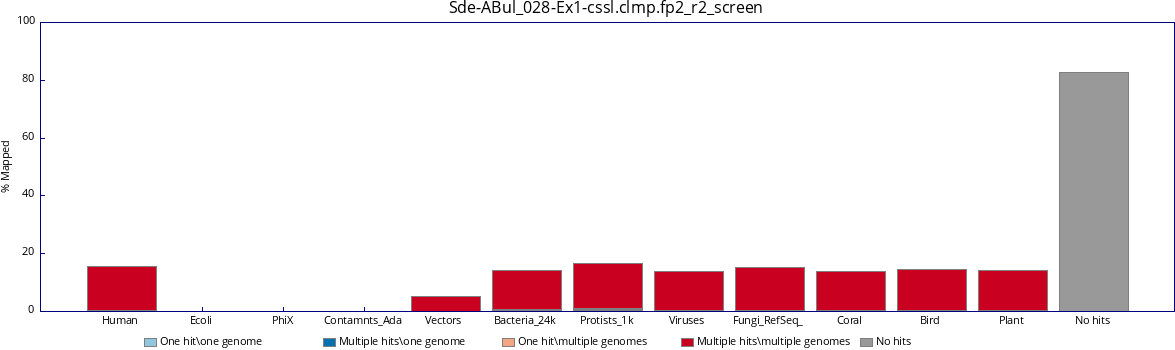 Sde-ABul_028-Ex1-cssl.clmp.fp2_r2_screen
100
80
60
40
20
0
% Mapped
Human Ecoli PhiX Contamnts_Ada Vectors Bacteria_24k Protists_1k Viruses Fungi_RefSeq_ Coral Bird Plant No hits
One hit\one genome Multiple hits\one genome One hit\multiple genomes Multiple hits\multiple genomes No hits